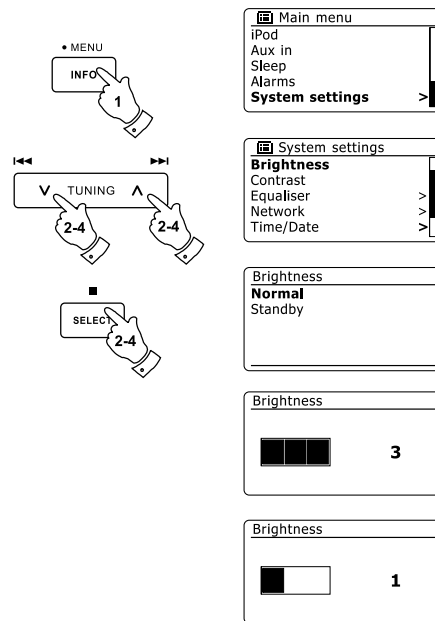 • MENU
INFO
1
TUNING
2-4
2-4
SELECT
2-4
Main menu
iPod
Aux in
Sleep
Alarms
System settings >
System settings
Brightness
Contrast
Equaliser >
Network >
Time/Date >
Brightness
Normal
Standby
Brightness
3
Brightness
1